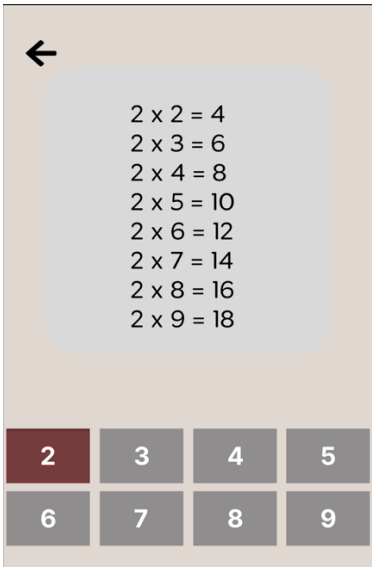 2 x 2 = 4
2 x 3 = 6
2 x 4 = 8
2 x 5 = 10
2 x 6 = 12
2 x 7 = 14
2 x 8 = 16
2 x 9 = 18
2 3 4 5
6 7 8 9